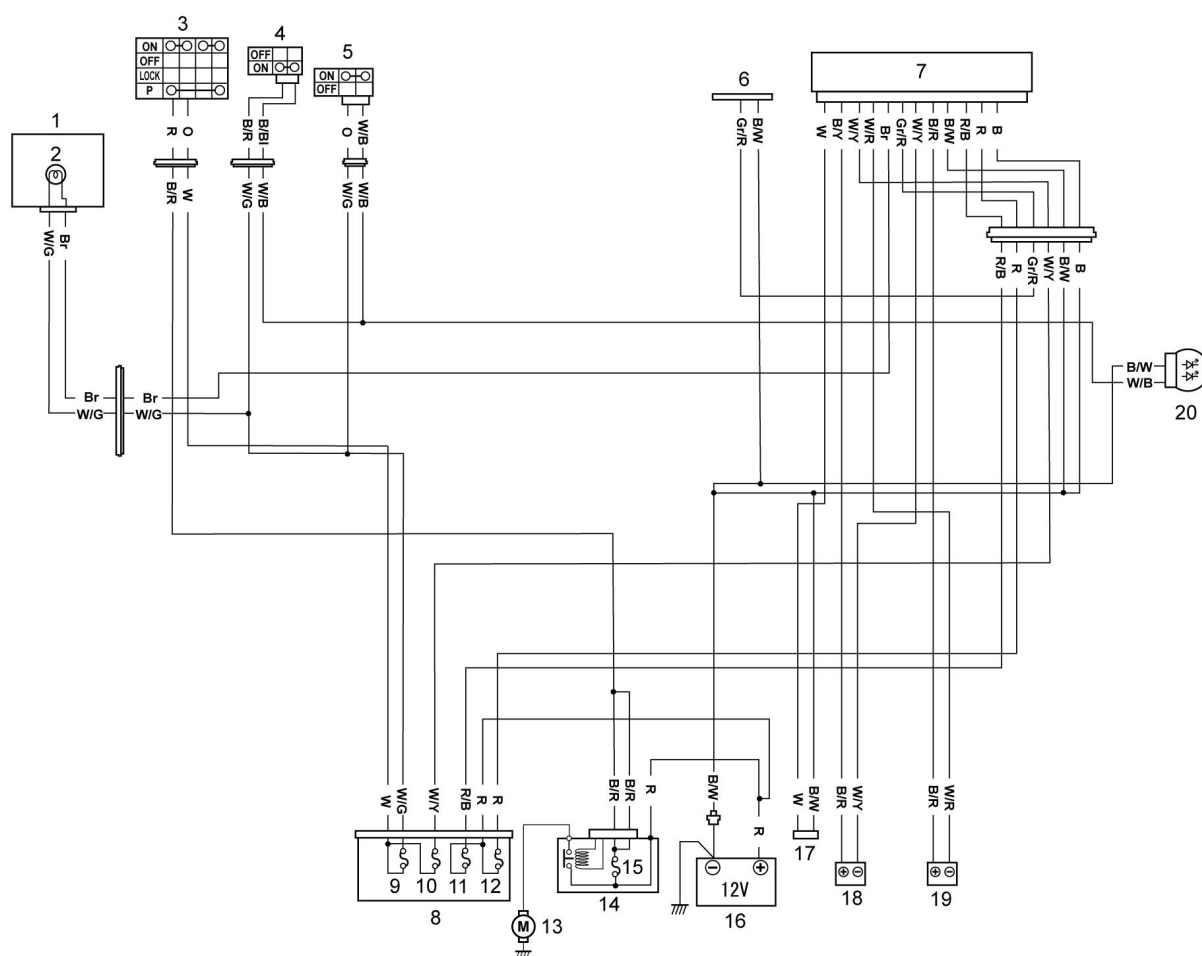 3
4
5
6
7
1
2
ON
OFF
LOCK
P
OFF
ON
ON
OFF
R
O
B/R
B/Bl
O
W/B
B/R
W
W/G
W/B
W/G
W/B
Gr/R
B/W
W
B/Y
W/Y
W/R
Br
Gr/R
W/Y
B/R
B/W
R/B
R
B
R/B
R
Gr/R
W/Y
B/W
B
W/G
Br
Br
W/G
Br
W/G
B/W
W/B
20
W
W/G
W/Y
R/B
R
R
B/R
B/R
R
B/W
R
W
B/W
B/R
W/Y
B/R
W/R
9
10
11
12
8
M
13
15
14
12V
16
17
18
19